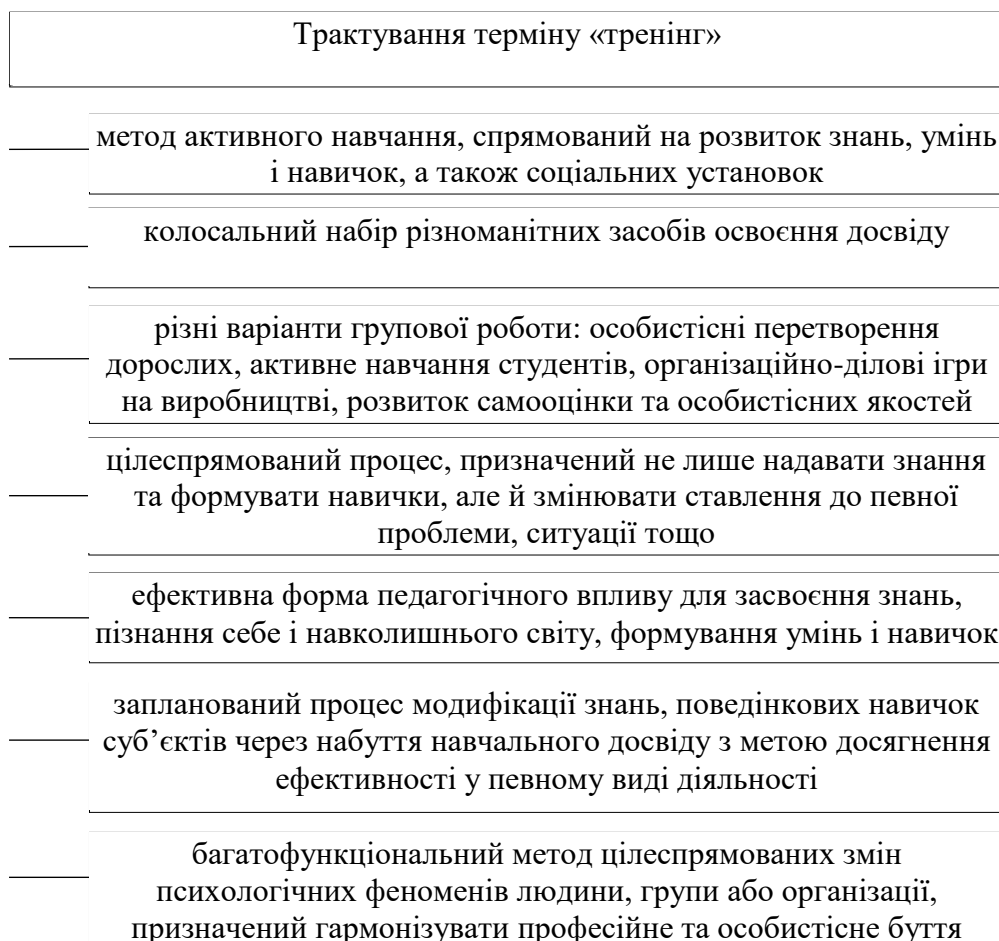 Трактування терміну «тренінг»
метод активного навчання, спрямований на розвиток знань, умінь
і навичок, а також соціальних установок
колосальний набір різноманітних засобів освоєння досвіду
різні варіанти групової роботи: особистісні перетворення
дорослих, активне навчання студентів, організаційно-ділові ігри
на виробництві, розвиток самооцінки та особистісних якостей
цілеспрямований процес, призначений не лише надавати знання
та формувати навички, але й змінювати ставлення до певної
проблеми, ситуації тощо
ефективна форма педагогічного впливу для засвоєння знань,
пізнання себе і навколишнього світу, формування умінь і навичок
запланований процес модифікації знань, поведінкових навичок
суб’єктів через набуття навчального досвіду з метою досягнення
ефективності у певному виді діяльності
багатофункціональний метод цілеспрямованих змін
психологічних феноменів людини, групи або організації,
призначений гармонізувати професійне та особистісне буття